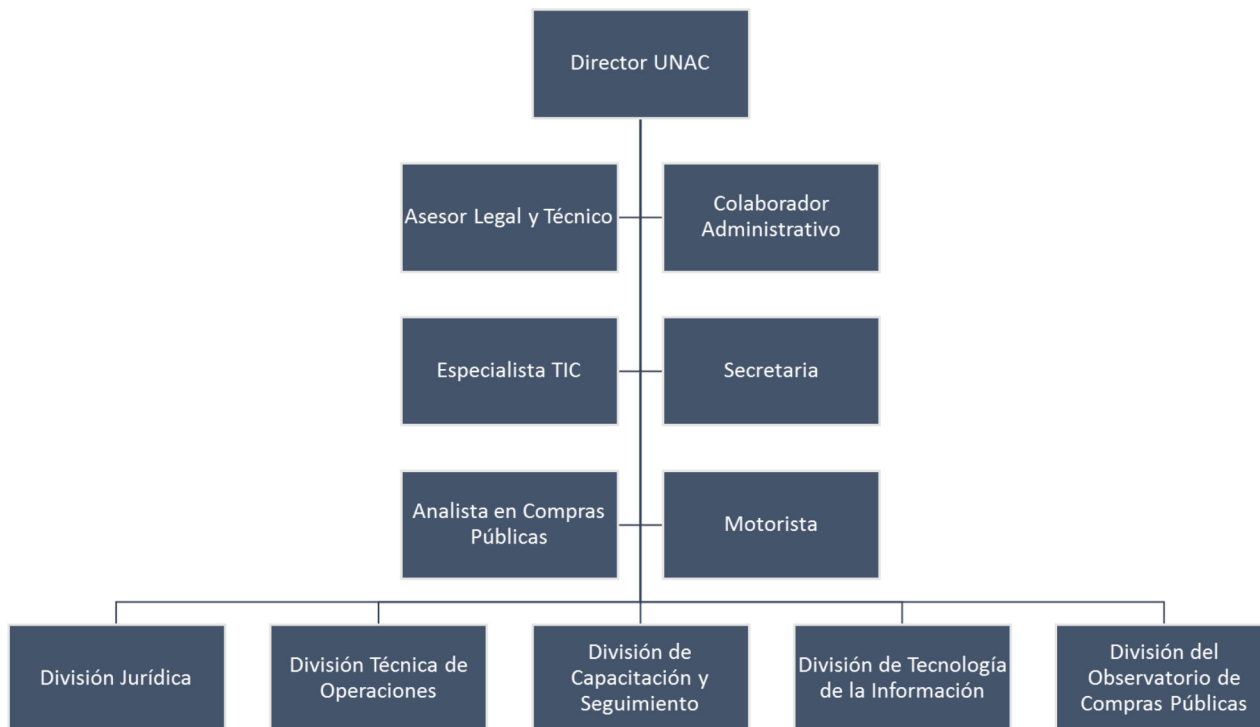 Director UNAC
Asesor Legal y Técnico
Colaborador
Administrativo
Especialista TIC
Secretaria
Analista en Compras
Públicas
Motorista
División Jurídica
División Técnica de
Operaciones
División de
Capacitación y
Seguimiento
División de Tecnología
de la Información
División del
Observatorio de
Compras Públicas